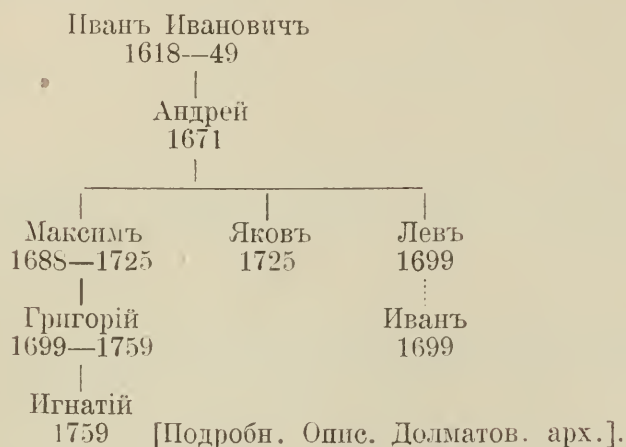 Иванъ Ивановичъ
1618—49
Андрей
1671
Максимъ Яковъ Левъ
1688—1725 1725 1699
Григорій Иванъ
1699—1759 1699
Игнатій
1759 [Подробн. Опис. Долматов. арх.].